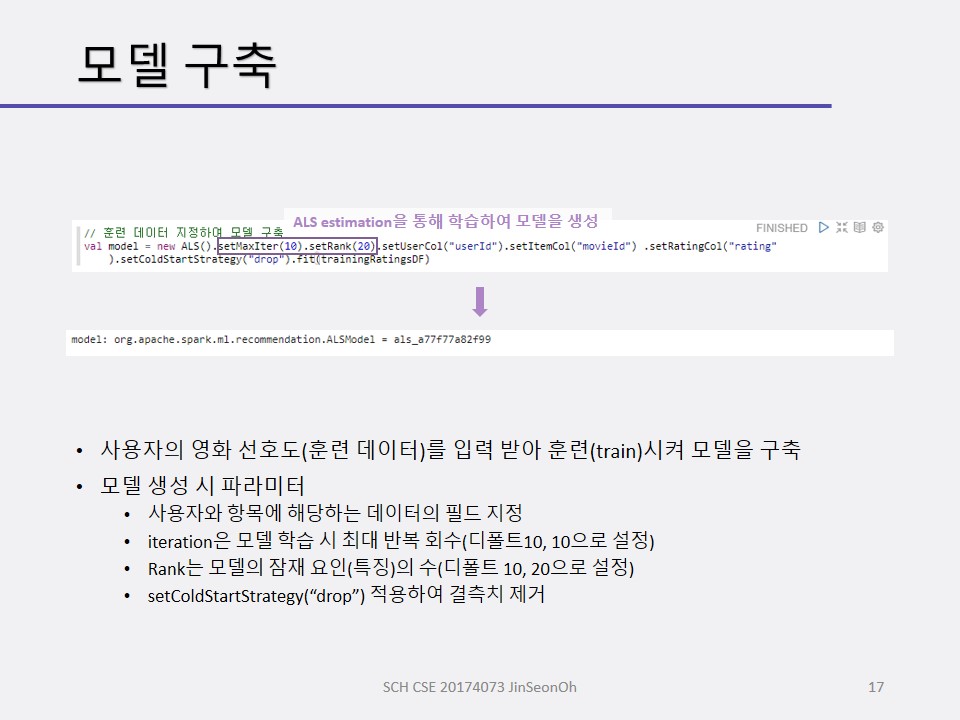 모델 구축
ALS estimation을 통해 학습하여 모델을 생성
// 훈련 데이터 지정하여 모델 구축
FINISHED
val model = new ALS().setMaxIter(10).setRank(20).setUserCol("userId").setItemCol("movieId") .setRatingCol("rating"
).setColdStartStrategy("drop").fit(trainingRatingsDF)
model: org.apache.spark.ml.recommendation.ALSModel = als_a77f77a82f99
• 사용자의 영화 선호도(훈련 데이터)를 입력 받아 훈련(train)시켜 모델을 구축
• 모델 생성 시 파라미터
• 사용자와 항목에 해당하는 데이터의 필드 지정
• iteration은 모델 학습 시 최대 반복 회수(디폴트10, 10으로 설정)
• Rank는 모델의 잠재 요인(특징)의 수(디폴트 10, 20으로 설정)
• setColdStartStrategy(“drop”) 적용하여 결측치 제거
SCH CSE 20174073 JinSeonOh
17